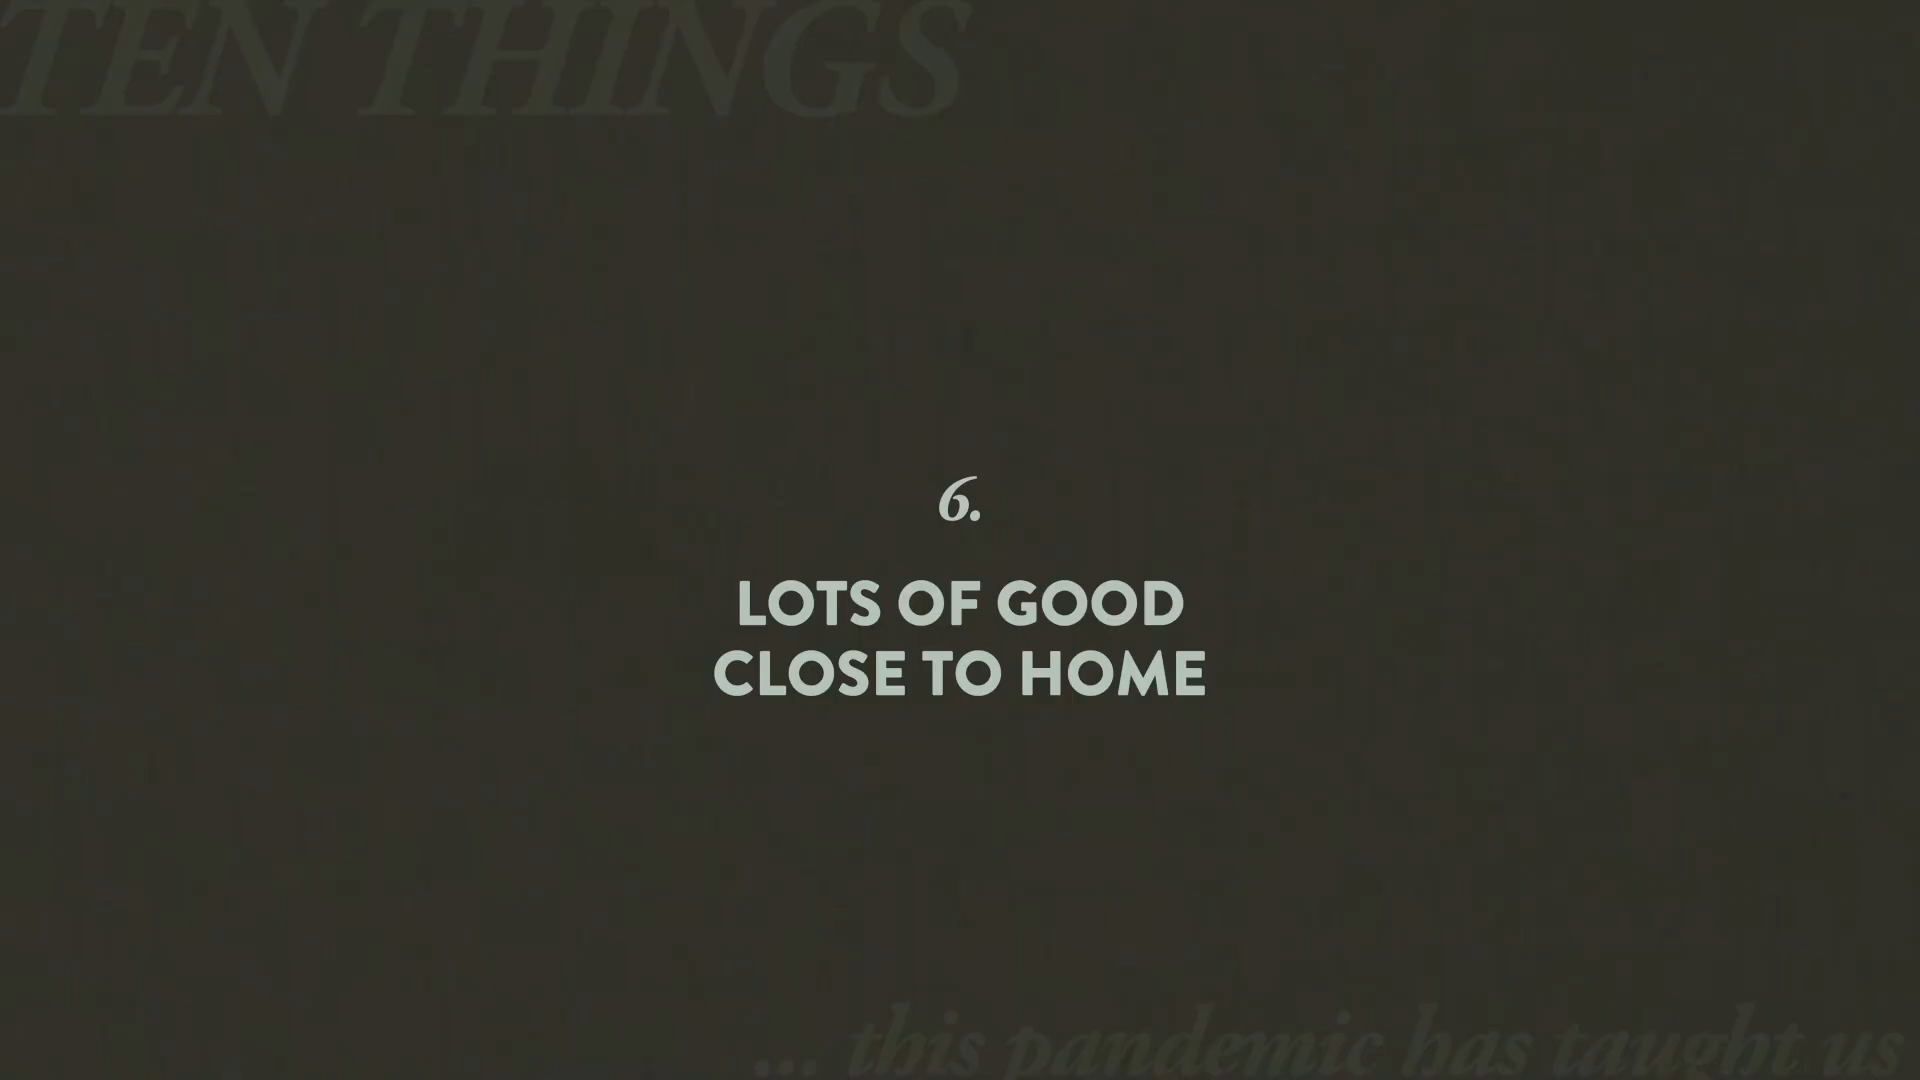 TEN THINGS
6.
LOTS OF GOOD
CLOSE TO HOME
... this pandemic has taught us